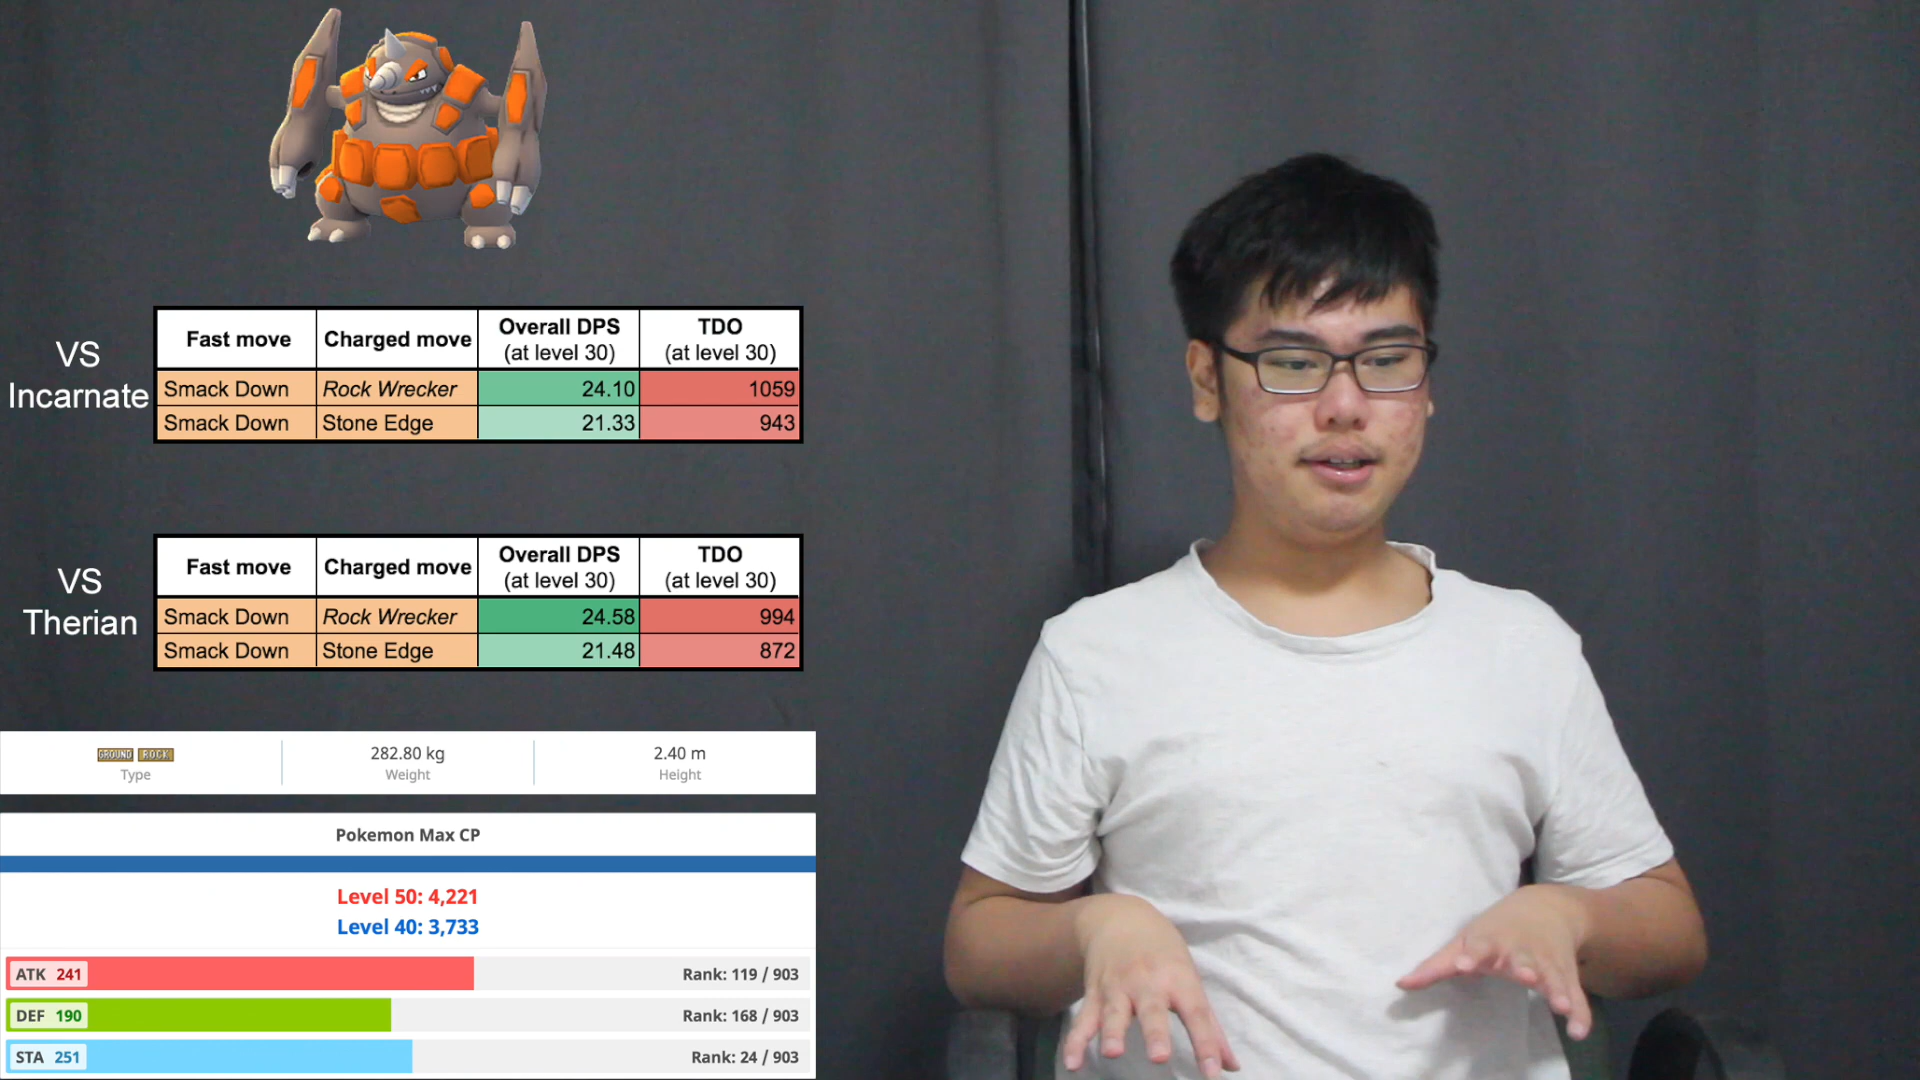 VS
Incarnate
Fast move Charged move Overall DPS (at level 30) TDO (at level 30)
Smack Down Rock Wrecker 24.10 1059
Smack Down Stone Edge 21.33 943
VS
Therian
Fast move Charged move Overall DPS (at level 30) TDO (at level 30)
Smack Down Rock Wrecker 24.58 994
Smack Down Stone Edge 21.48 872
GROUND ROCK 282.80 kg 2.40 m
Type Weight Height
Pokemon Max CP
Level 50: 4,221
Level 40: 3,733
ATK 241 Rank: 119 / 903
DEF 190 Rank: 168 / 903
STA 251 Rank: 24 / 903